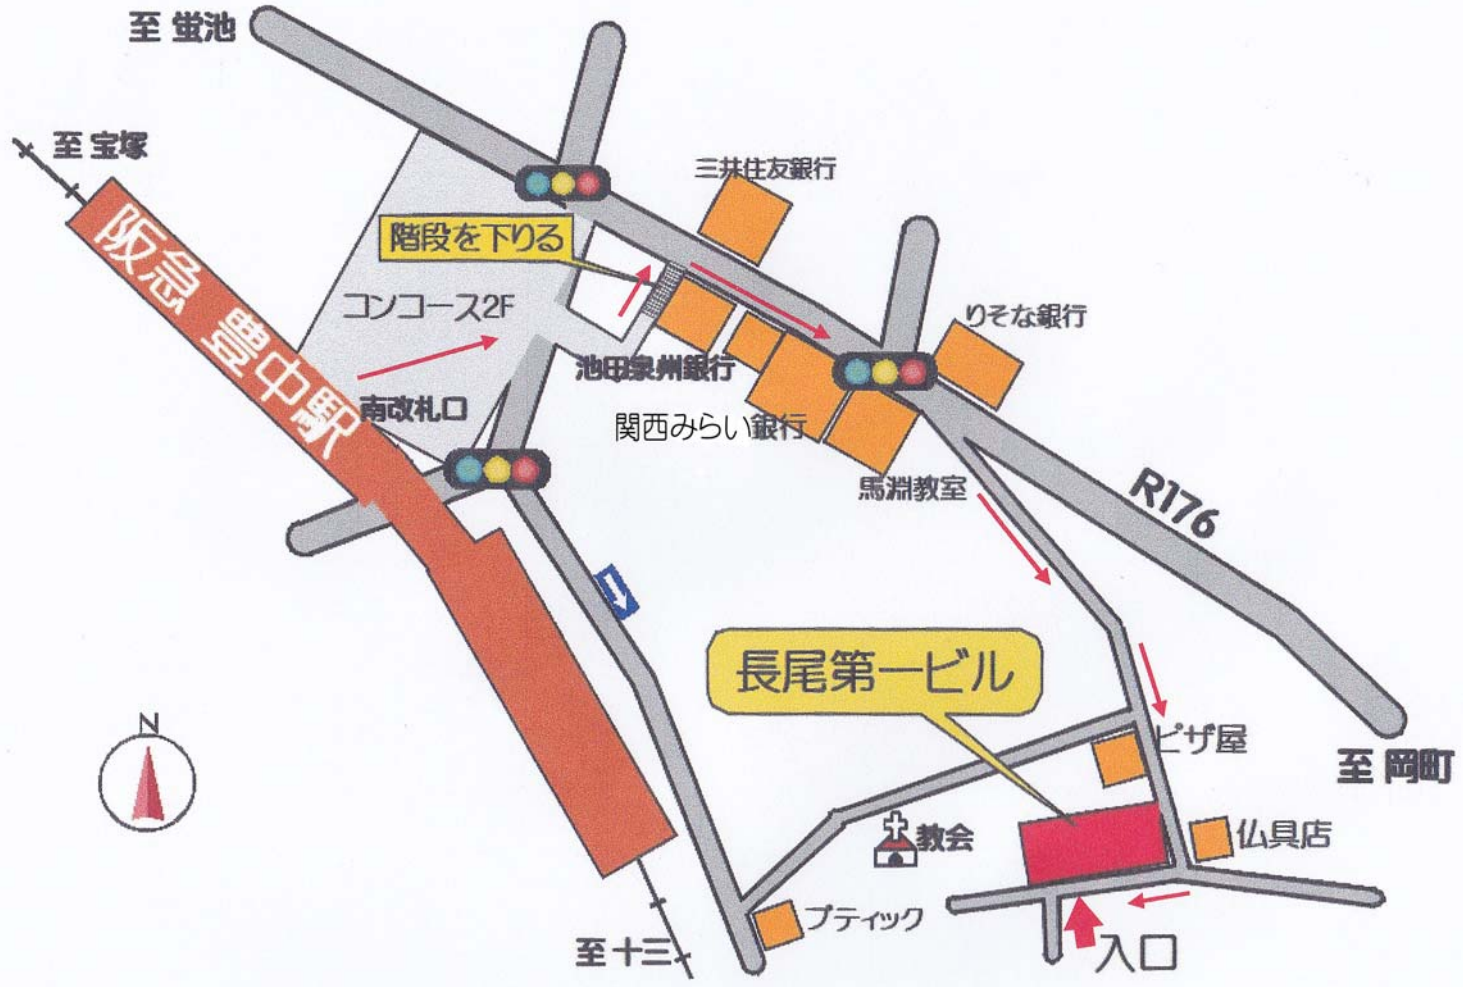 至 蛍池
至 宝塚
三井住友銀行
階段を下りる
阪急 豊中駅
コンコース2F
りそな銀行
池田泉州銀行
南改札口
関西みらい銀行
馬淵教室
R176
長尾第一ビル
N
ピザ屋
至 岡町
教会
仏具店
ブティック
至 十三
入口